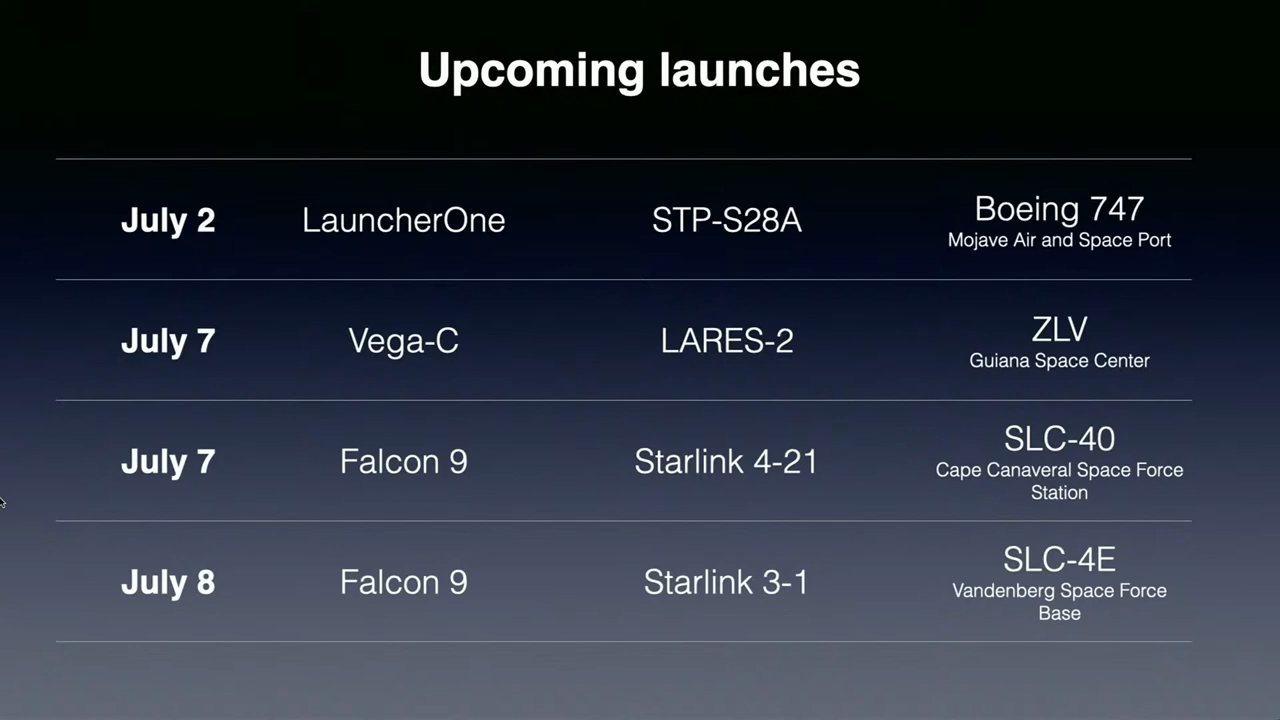 Upcoming launches
July 2 LauncherOne STP-S28A Boeing 747
Mojave Air and Space Port
July 7 Vega-C LARES-2 ZLV
Guiana Space Center
July 7 Falcon 9 Starlink 4-21 SLC-40
Cape Canaveral Space Force
Station
July 8 Falcon 9 Starlink 3-1 SLC-4E
Vandenberg Space Force
Base